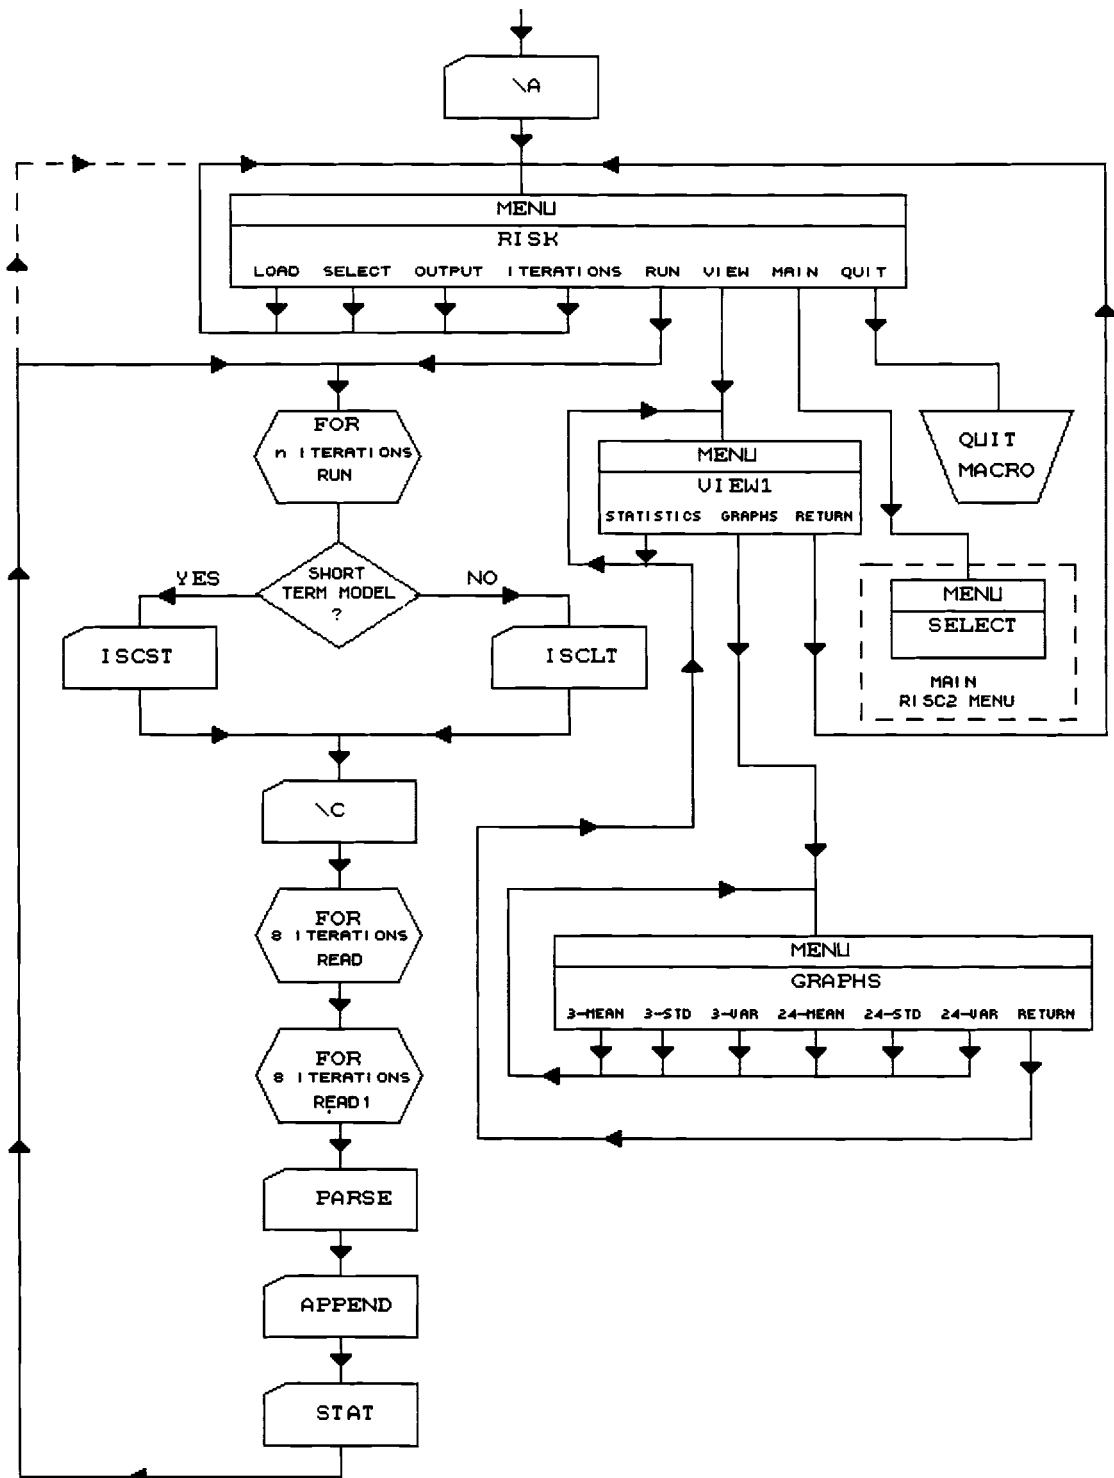 \A
MENU
RISK
LOAD SELECT OUTPUT ITERATIONS RUN VIEW MAIN QUIT
FOR
n ITERATIONS
RUN
MENU
VIEW1
STATISTICS GRAPHS RETURN
QUIT
MACRO
SHORT
TERM MODEL
?
YES
NO
ISCST
ISCLT
MENU
SELECT
MAIN
RISC2 MENU
\C
FOR
8 ITERATIONS
READ
MENU
GRAPHS
3-MEAN 3-STD 3-VAR 24-MEAN 24-STD 24-VAR RETURN
FOR
8 ITERATIONS
READ1
PARSE
APPEND
STAT